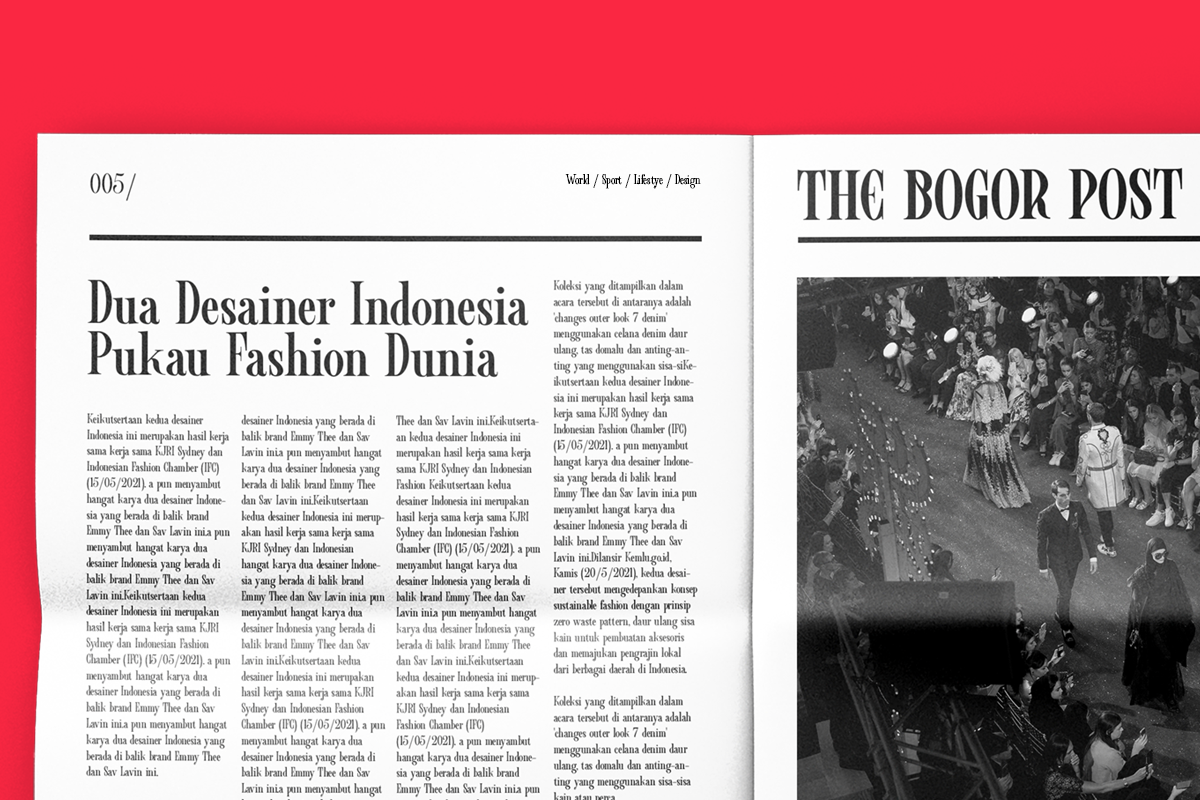 005/
World / Sport / Lifestye / Design
Dua Desainer Indonesia
Pukau Fashion Dunia
Keikutsertaan kedua desainer
Indonesia ini merupakan hasil kerja
sama kerja sama KJRI Sydney dan
Indonesian Fashion Chamber (IFC)
(15/05/2021). a pun menyambut
hangat karya dua desainer Indone-
sia yang berada di balik brand
Emmy Thee dan Sav Lavin ini.a pun
menyambut hangat karya dua
desainer Indonesia yang berada di
balik brand Emmy Thee dan Sav
Lavin ini.Keikutsertaan kedua
desainer Indonesia ini merupakan
hasil kerja sama kerja sama KJRI
Sydney dan Indonesian Fashion
Chamber (IFC) (15/05/2021). a pun
menyambut hangat karya dua
desainer Indonesia yang berada di
balik brand Emmy Thee dan Sav
Lavin ini.a pun menyambut hangat
karya dua desainer Indonesia yang
berada di balik brand Emmy Thee
dan Sav Lavin ini.
desainer Indonesia yang berada di
balik brand Emmy Thee dan Sav
Lavin ini.a pun menyambut hangat
karya dua desainer Indonesia yang
berada di balik brand Emmy Thee
dan Sav Lavin ini.Keikutsertaan
kedua desainer Indonesia ini merup-
akan hasil kerja sama kerja sama
KJRI Sydney dan Indonesian
hangat karya dua desainer Indone-
sia yang berada di balik brand
Emmy Thee dan Sav Lavin ini.a pun
menyambut hangat karya dua
desainer Indonesia yang berada di
balik brand Emmy Thee dan Sav
Lavin ini.Keikutsertaan kedua
desainer Indonesia ini merupakan
hasil kerja sama kerja sama KJRI
Sydney dan Indonesian Fashion
Chamber (IFC) (15/05/2021). a pun
menyambut hangat karya dua
desainer Indonesia yang berada di
balik brand Emmy Thee dan Sav
Lavin ini.a pun menyambut hangat
Thee dan Sav Lavin ini.Keikutserta-
an kedua desainer Indonesia ini
merupakan hasil kerja sama kerja
sama KJRI Sydney dan Indonesian
Fashion Keikutsertaan kedua
desainer Indonesia ini merupakan
hasil kerja sama kerja sama KJRI
Sydney dan Indonesian Fashion
Chamber (IFC) (15/05/2021). a pun
menyambut hangat karya dua
desainer Indonesia yang berada di
balik brand Emmy Thee dan Sav
Lavin ini.a pun menyambut hangat
karya dua desainer Indonesia yang
berada di balik brand Emmy Thee
dan Sav Lavin ini.Keikutsertaan
kedua desainer Indonesia ini merup-
akan hasil kerja sama kerja sama
KJRI Sydney dan Indonesian
Fashion Chamber (IFC)
(15/05/2021). a pun menyambut
hangat karya dua desainer Indone-
sia yang berada di balik brand
Emmy Thee dan Sav Lavin ini.a pun
Koleksi yang ditampilkan dalam
acara tersebut di antaranya adalah
'changes outer look 7 denim'
menggunakan celana denim daur
ulang, tas domalu dan anting-an-
ting yang menggunakan sisa-siKe-
ikutsertaan kedua desainer Indone-
sia ini merupakan hasil kerja sama
kerja sama KJRI Sydney dan
Indonesian Fashion Chamber (IFC)
(15/05/2021). a pun menyambut
hangat karya dua desainer Indone-
sia yang berada di balik brand
Emmy Thee dan Sav Lavin ini.a pun
menyambut hangat karya dua
desainer Indonesia yang berada di
balik brand Emmy Thee dan Sav
Lavin ini.Dilansir Kemlu.go.id,
Kamis (20/5/2021), kedua desai-
ner tersebut mengedepankan konsep
sustainable fashion dengan prinsip
zero waste pattern, daur ulang sisa
kain untuk pembuatan aksesoris
dan memajukan pengrajin lokal
dari berbagai daerah di Indonesia.
Koleksi yang ditampilkan dalam
acara tersebut di antaranya adalah
'changes outer look 7 denim'
menggunakan celana denim daur
ulang, tas domalu dan anting-an-
ting yang menggunakan sisa-sisa
kain atau perca.
THE BOGOR POST